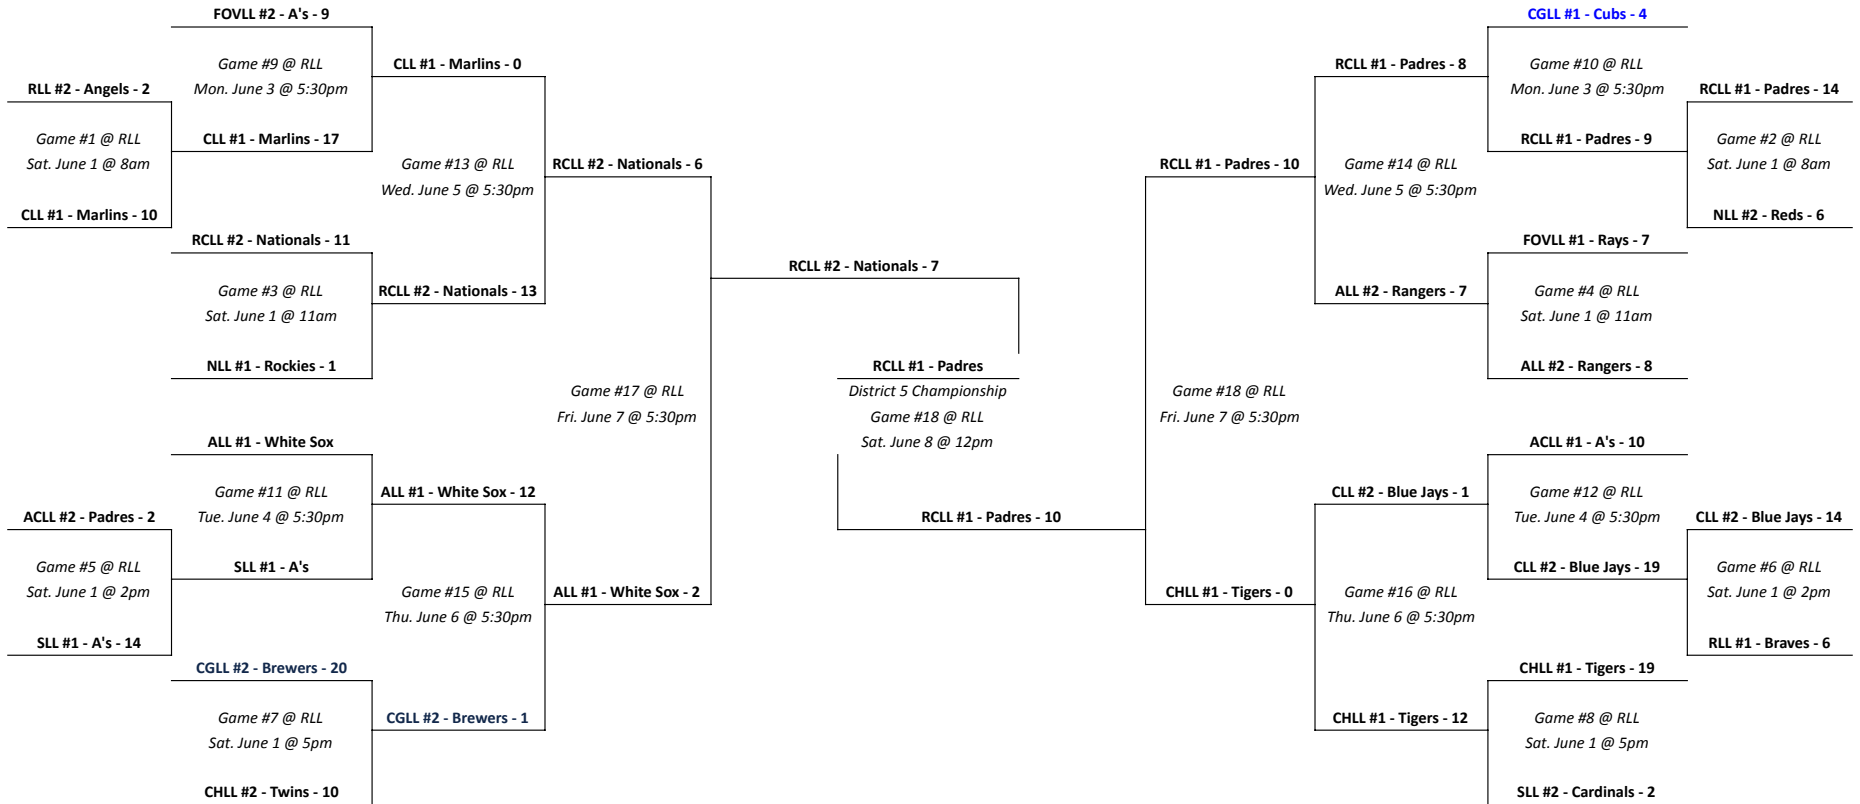 FOVLL #2 - A's - 9
Game #9 @ RLL
Mon. June 3 @ 5:30pm
CLL #1 - Marlins - 17
RLL #2 - Angels - 2
Game #1 @ RLL
Sat. June 1 @ 8am
CLL #1 - Marlins - 10
CLL #1 - Marlins - 0
Game #13 @ RLL
Wed. June 5 @ 5:30pm
RCLL #2 - Nationals - 13
RCLL #2 - Nationals - 11
Game #3 @ RLL
Sat. June 1 @ 11am
NLL #1 - Rockies - 1
RCLL #2 - Nationals - 6
Game #17 @ RLL
Fri. June 7 @ 5:30pm
ALL #1 - White Sox - 2
ALL #1 - White Sox
Game #11 @ RLL
Tue. June 4 @ 5:30pm
SLL #1 - A's
ACLL #2 - Padres - 2
Game #5 @ RLL
Sat. June 1 @ 2pm
SLL #1 - A's - 14
ALL #1 - White Sox - 12
Game #15 @ RLL
Thu. June 6 @ 5:30pm
CGLL #2 - Brewers - 1
CGLL #2 - Brewers - 20
Game #7 @ RLL
Sat. June 1 @ 5pm
CHLL #2 - Twins - 10
RCLL #2 - Nationals - 7
RCLL #1 - Padres
District 5 Championship
Game #18 @ RLL
Sat. June 8 @ 12pm
RCLL #1 - Padres - 10
RCLL #1 - Padres - 10
Game #18 @ RLL
Fri. June 7 @ 5:30pm
CHLL #1 - Tigers - 0
RCLL #1 - Padres - 8
Game #14 @ RLL
Wed. June 5 @ 5:30pm
ALL #2 - Rangers - 7
CGLL #1 - Cubs - 4
Game #10 @ RLL
Mon. June 3 @ 5:30pm
RCLL #1 - Padres - 9
RCLL #1 - Padres - 14
Game #2 @ RLL
Sat. June 1 @ 8am
NLL #2 - Reds - 6
FOVLL #1 - Rays - 7
Game #4 @ RLL
Sat. June 1 @ 11am
ALL #2 - Rangers - 8
CLL #2 - Blue Jays - 1
Game #16 @ RLL
Thu. June 6 @ 5:30pm
CHLL #1 - Tigers - 12
ACLL #1 - A's - 10
Game #12 @ RLL
Tue. June 4 @ 5:30pm
CLL #2 - Blue Jays - 19
CLL #2 - Blue Jays - 14
Game #6 @ RLL
Sat. June 1 @ 2pm
RLL #1 - Braves - 6
CHLL #1 - Tigers - 19
Game #8 @ RLL
Sat. June 1 @ 5pm
SLL #2 - Cardinals - 2